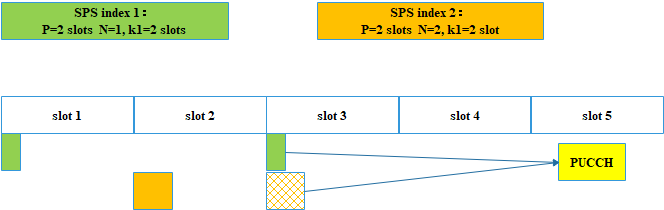 SPS index 1：
P=2 slots  N=1, k1=2 slots
SPS index 2：
P=2 slots  N=2, k1=2 slot
slot 1
slot 2
slot 3
slot 4
slot 5
PUCCH